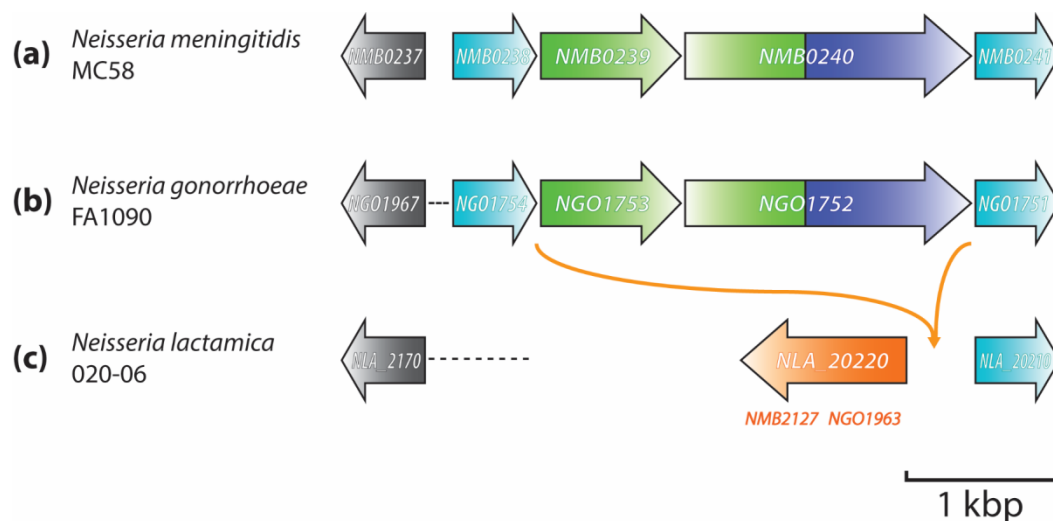 (a) Neisseria meningitidis
MC58
NMB0237 NMB0238 NMB0239 NMB0240 NMB0241
(b) Neisseria gonorrhoeae
FA1090
NGO1967 NGO1754 NGO1753 NGO1752 NGO1751
(c) Neisseria lactamica
020-06
NLA_2170 NLA_20220 NLA_20210
NMB2127 NGO1963
1 kbp